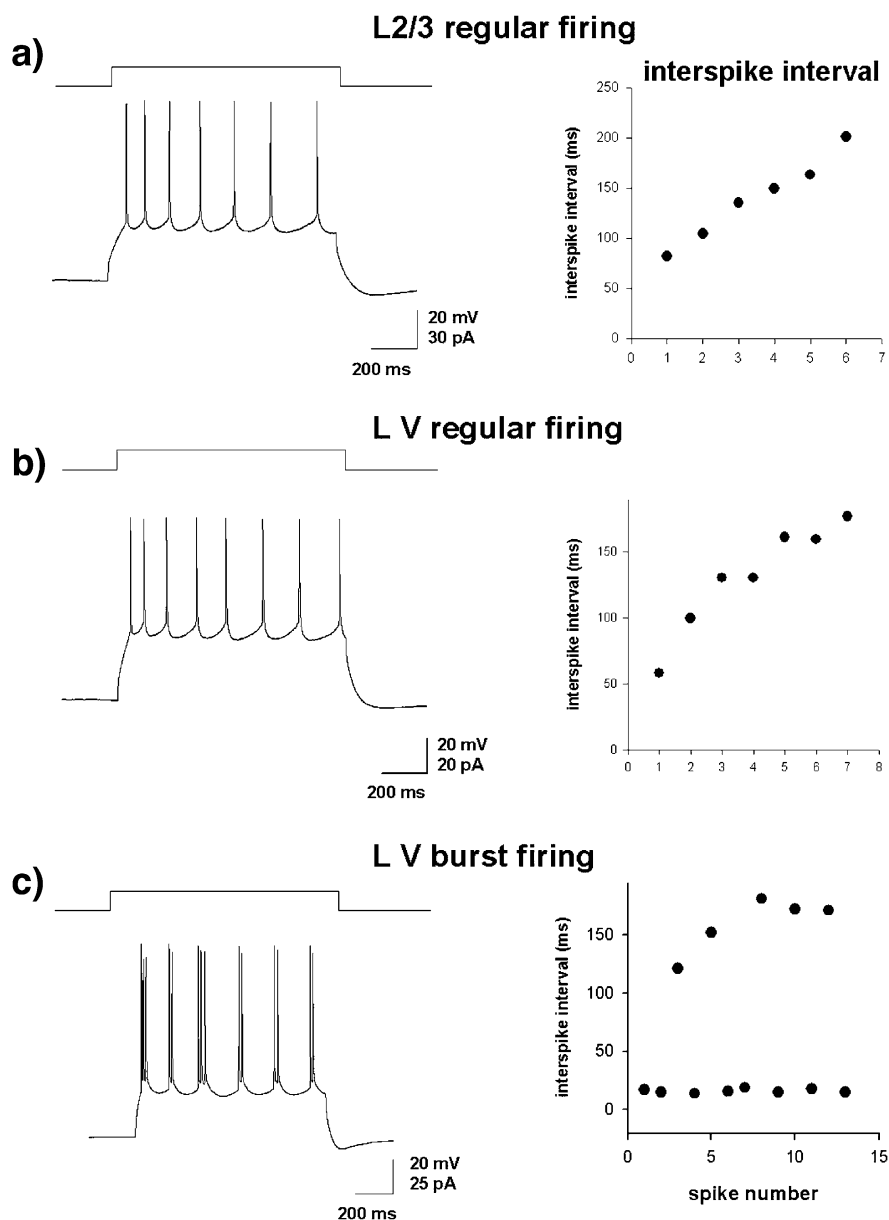 L2/3 regular firing
a)
interspike interval
250
200
150
100
50
0
interspike interval (ms)
0 1 2 3 4 5 6 7
20 mV
30 pA
200 ms
L V regular firing
b)
150
100
50
0
interspike interval (ms)
0 1 2 3 4 5 6 7 8
20 mV
20 pA
200 ms
L V burst firing
c)
150
100
50
0
interspike interval (ms)
0 5 10 15
spike number
20 mV
25 pA
200 ms